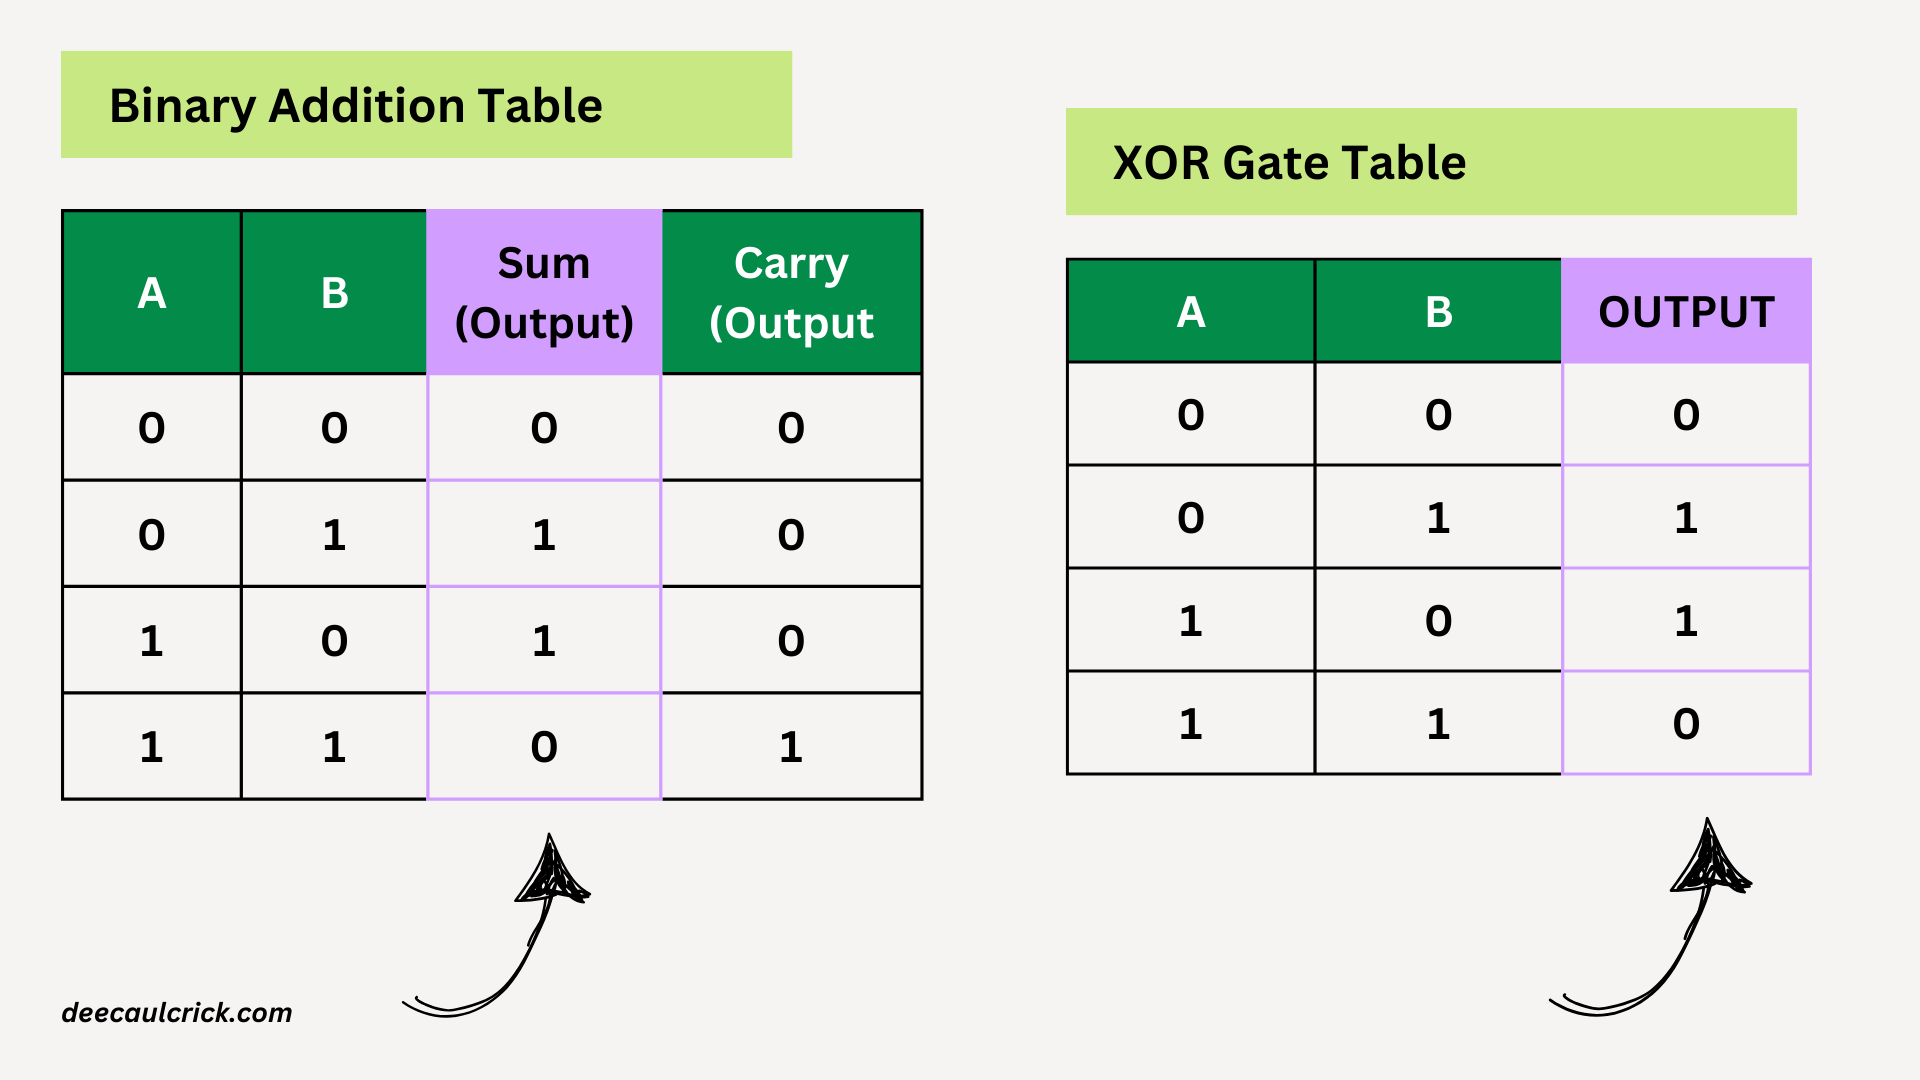 Binary Addition Table
A B Sum (Output) Carry (Output
0 0 0 0
0 1 1 0
1 0 1 0
1 1 0 1
XOR Gate Table
A B OUTPUT
0 0 0
0 1 1
1 0 1
1 1 0
deecaulcrick.com